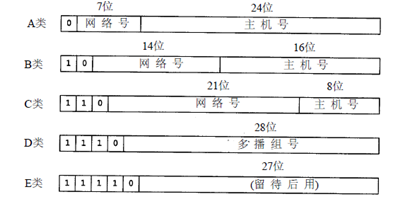 7位 24位
A类 0 网络号 主机号
14位 16位
B类 1 0 网络号 主机号
21位 8位
C类 1 1 0 网络号 主机号
28位
D类 1 1 1 0 多播组号
27位
E类 1 1 1 1 0 (留待后用)